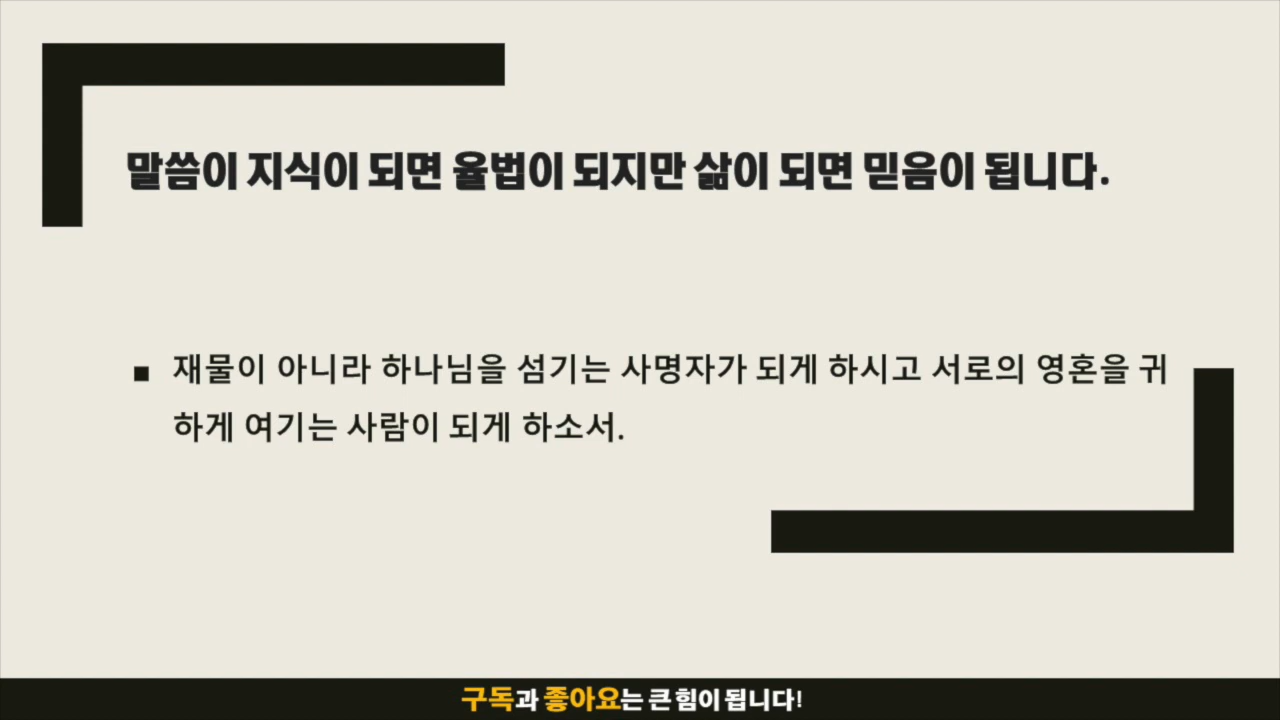 말씀이 지식이 되면 율법이 되지만 삶이 되면 믿음이 됩니다.
■ 재물이 아니라 하나님을 섬기는 사명자가 되게 하시고 서로의 영혼을 귀
하게 여기는 사람이 되게 하소서.
구독과 좋아요는 큰 힘이 됩니다!